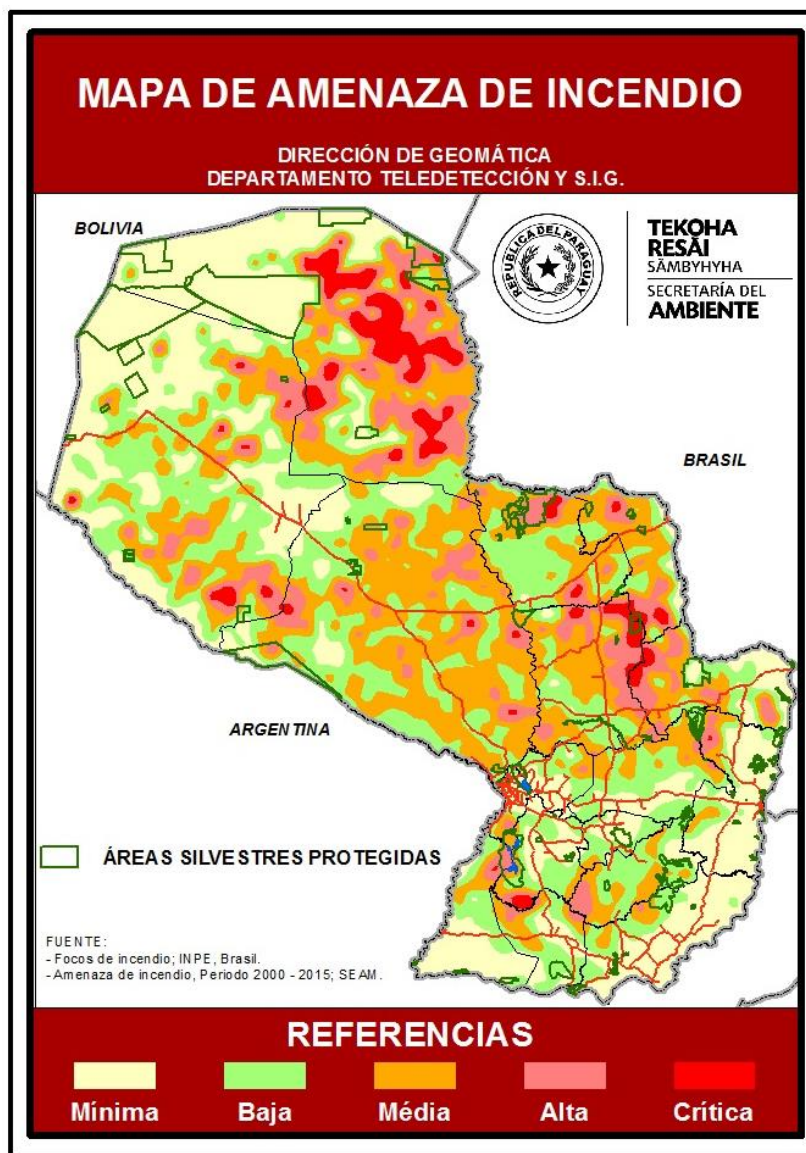 MAPA DE AMENAZA DE INCENDIO
DIRECCIÓN DE GEOMÁTICA
DEPARTAMENTO TELEDETECCIÓN Y S.I.G.
BOLIVIA
REPUBLICA DEL PARAGUAY
TEKOHA
RESÃI
SÃMBYHYHA
SECRETARÍA DEL
AMBIENTE
BRASIL
ARGENTINA
ÁREAS SILVESTRES PROTEGIDAS
FUENTE:
- Focos de incendio; INPE, Brasil.
- Amenaza de incendio, Periodo 2000 - 2015; SEAM.
REFERENCIAS
Mínima
Baja
Média
Alta
Crítica